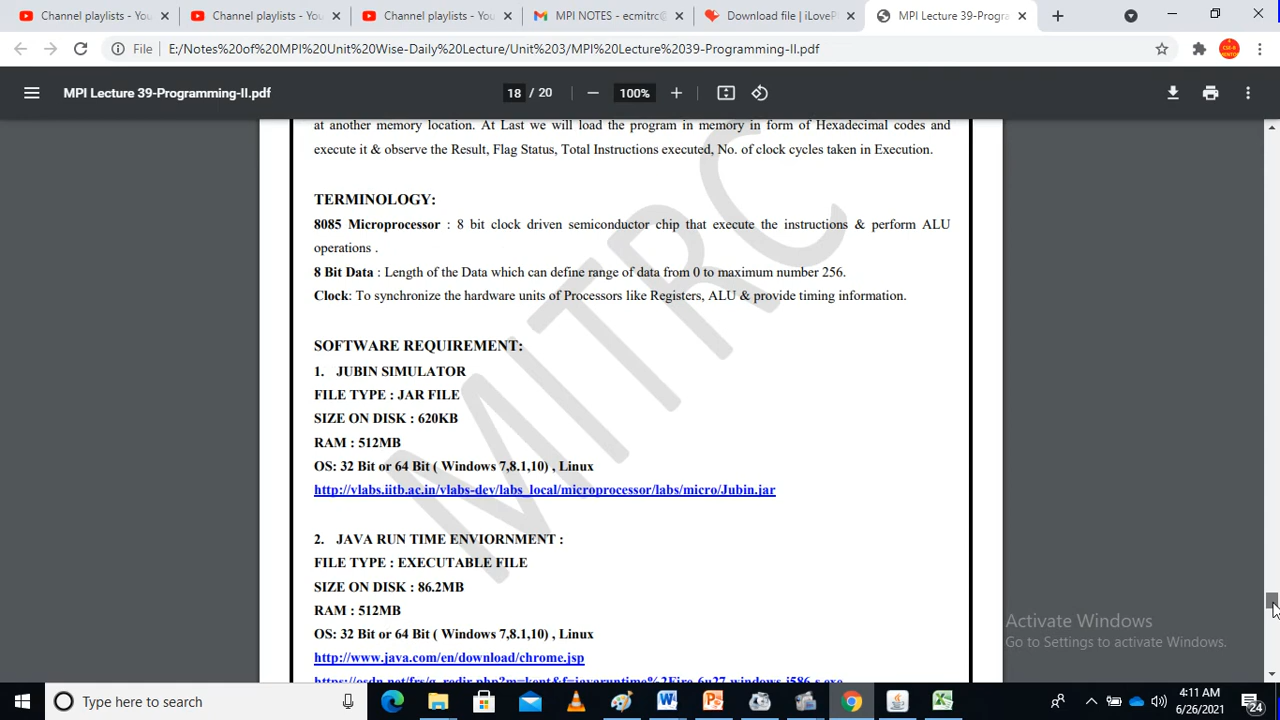 Channel playlists - You
Channel playlists - You
Channel playlists - You
MPI NOTES - ecmitrc@
Download file | iLoveP
MPI Lecture 39-Progra
File
E:/Notes%20of%20MPI%20Unit%20Wise-Daily%20Lecture/Unit%203/MPI%20Lecture%2039-Programming-II.pdf
MPI Lecture 39-Programming-II.pdf
18 / 20
100%
at another memory location. At Last we will load the program in memory in form of Hexadecimal codes and
execute it & observe the Result, Flag Status, Total Instructions executed, No. of clock cycles taken in Execution.
TERMINOLOGY:
8085 Microprocessor : 8 bit clock driven semiconductor chip that execute the instructions & perform ALU
operations .
8 Bit Data : Length of the Data which can define range of data from 0 to maximum number 256.
Clock: To synchronize the hardware units of Processors like Registers, ALU & provide timing information.
MITRC
SOFTWARE REQUIREMENT:
1. JUBIN SIMULATOR
FILE TYPE : JAR FILE
SIZE ON DISK : 620KB
RAM : 512MB
OS: 32 Bit or 64 Bit ( Windows 7,8.1,10) , Linux
http://vlabs.iitb.ac.in/vlabs-dev/labs_local/microprocessor/labs/micro/Jubin.jar
2. JAVA RUN TIME ENVIORNMENT :
FILE TYPE : EXECUTABLE FILE
SIZE ON DISK : 86.2MB
RAM : 512MB
OS: 32 Bit or 64 Bit ( Windows 7,8.1,10) , Linux
http://www.java.com/en/download/chrome.jsp
Activate Windows
Go to Settings to activate Windows.
Type here to search
4:11 AM
6/26/2021
24